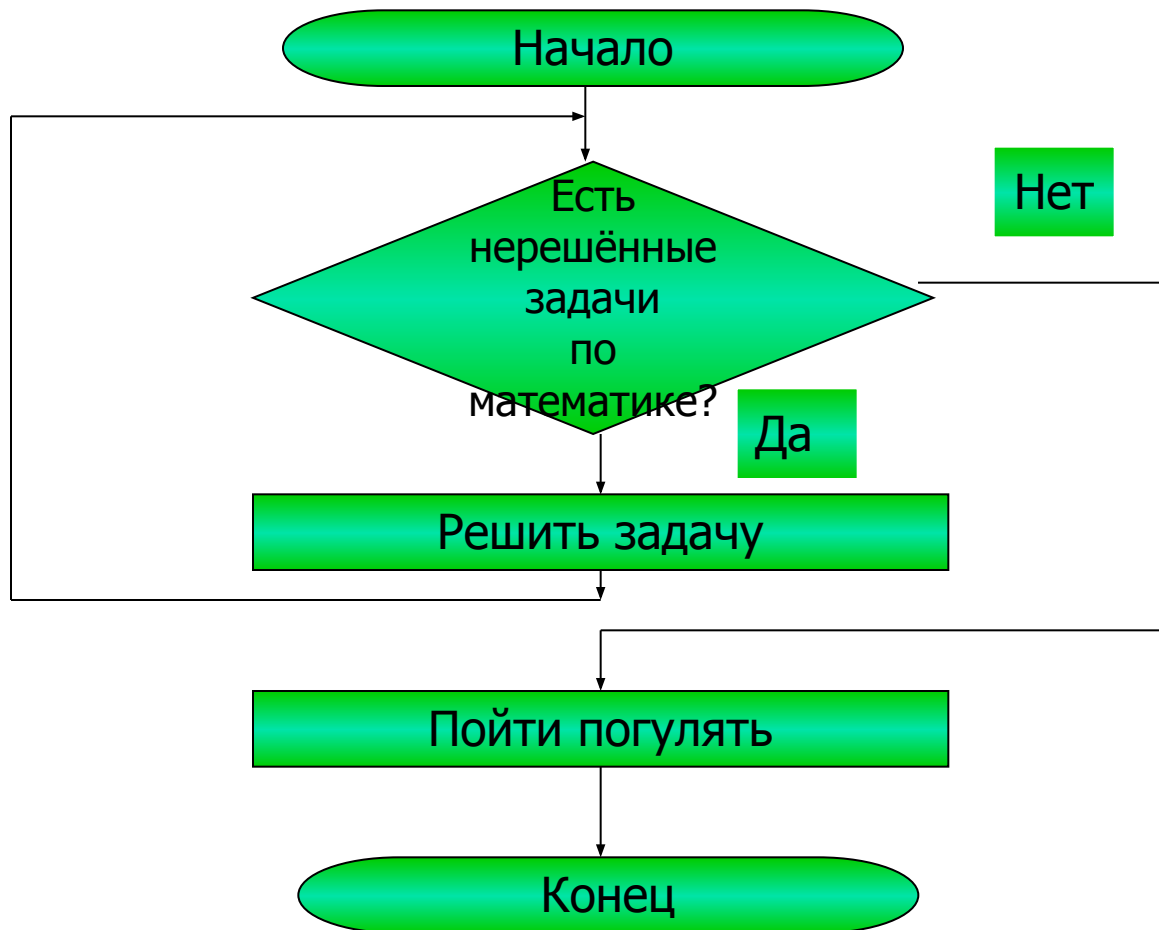 Начало
Нет
Есть
нерешённые
задачи
по
математике?
Да
Решить задачу
Пойти погулять
Конец